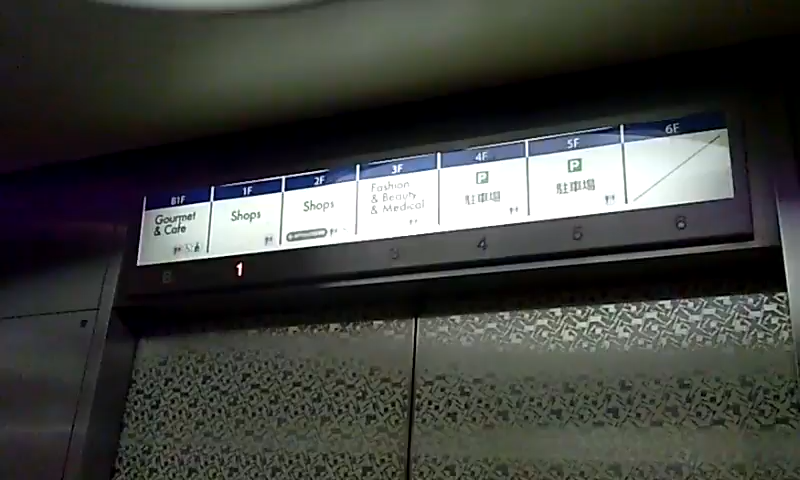 B1F
Gourmet
& Cafe
1F
Shops
2F
Shops
3F
Fashion
& Beauty
& Medical
4F
P
駐車場
5F
P
駐車場
6F
B 1 3 4 5 6